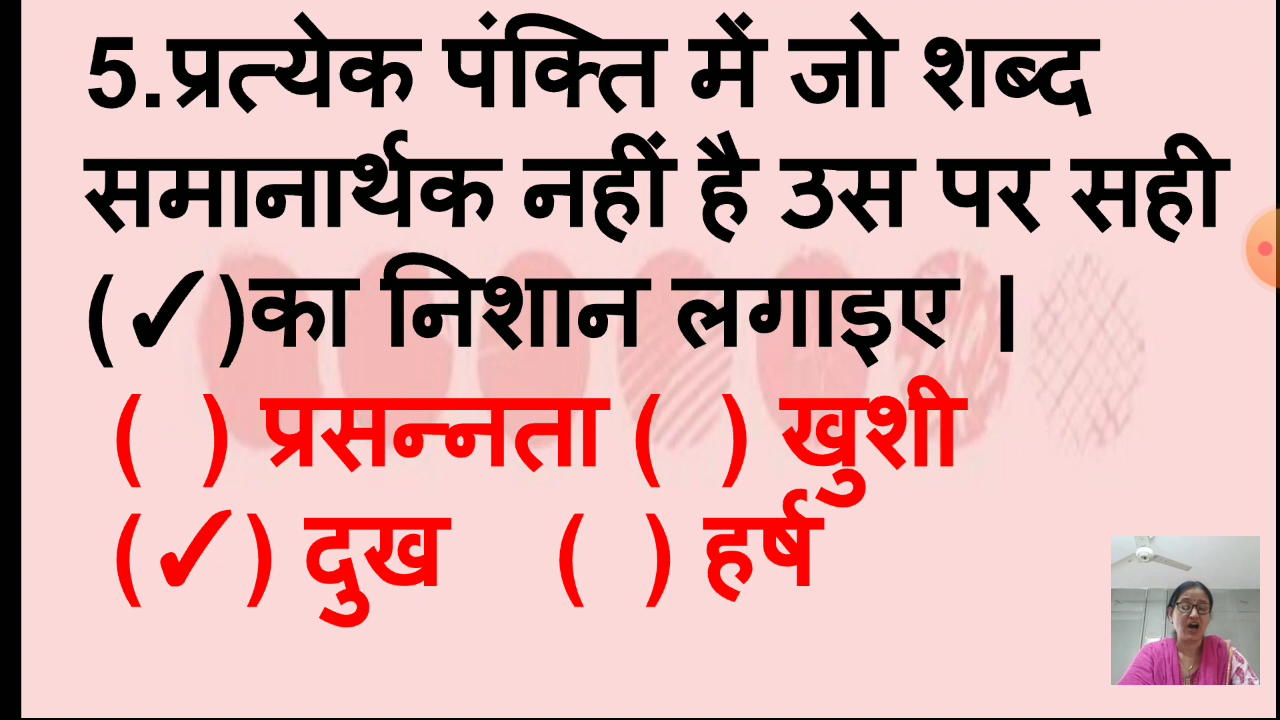 5.प्रत्येक पंक्ति में जो शब्द
समानार्थक नहीं है उस पर सही
(✓)का निशान लगाइए ।
( ) प्रसन्नता ( ) खुशी
(✓) दुख ( ) हर्ष